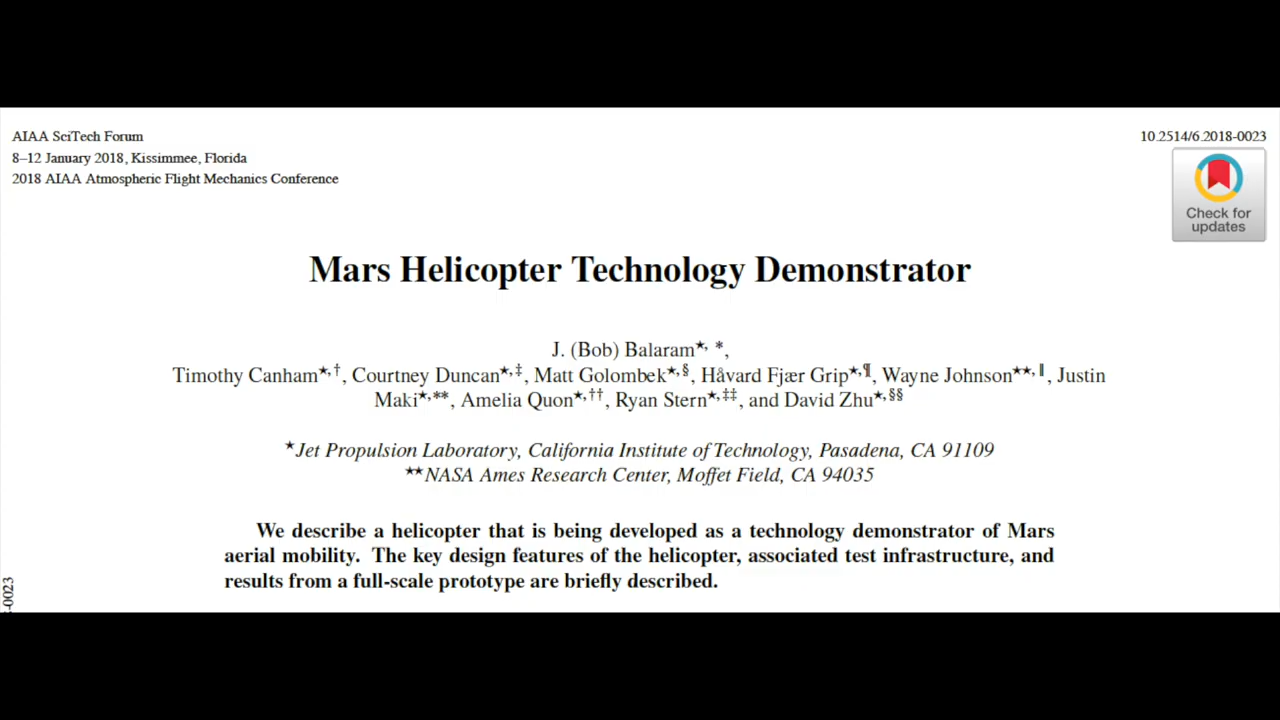 AIAA SciTech Forum
8–12 January 2018, Kissimmee, Florida
2018 AIAA Atmospheric Flight Mechanics Conference
10.2514/6.2018-0023
Check for
updates
Mars Helicopter Technology Demonstrator
J. (Bob) Balaram★, *,
Timothy Canham★,†, Courtney Duncan★,‡, Matt Golombek★,§, Håvard Fjær Grip★,¶, Wayne Johnson★★,‖, Justin
Maki★,**, Amelia Quon★,††, Ryan Stern★,‡‡, and David Zhu★,§§
★Jet Propulsion Laboratory, California Institute of Technology, Pasadena, CA 91109
★★NASA Ames Research Center, Moffet Field, CA 94035
We describe a helicopter that is being developed as a technology demonstrator of Mars
aerial mobility. The key design features of the helicopter, associated test infrastructure, and
results from a full-scale prototype are briefly described.
-0023